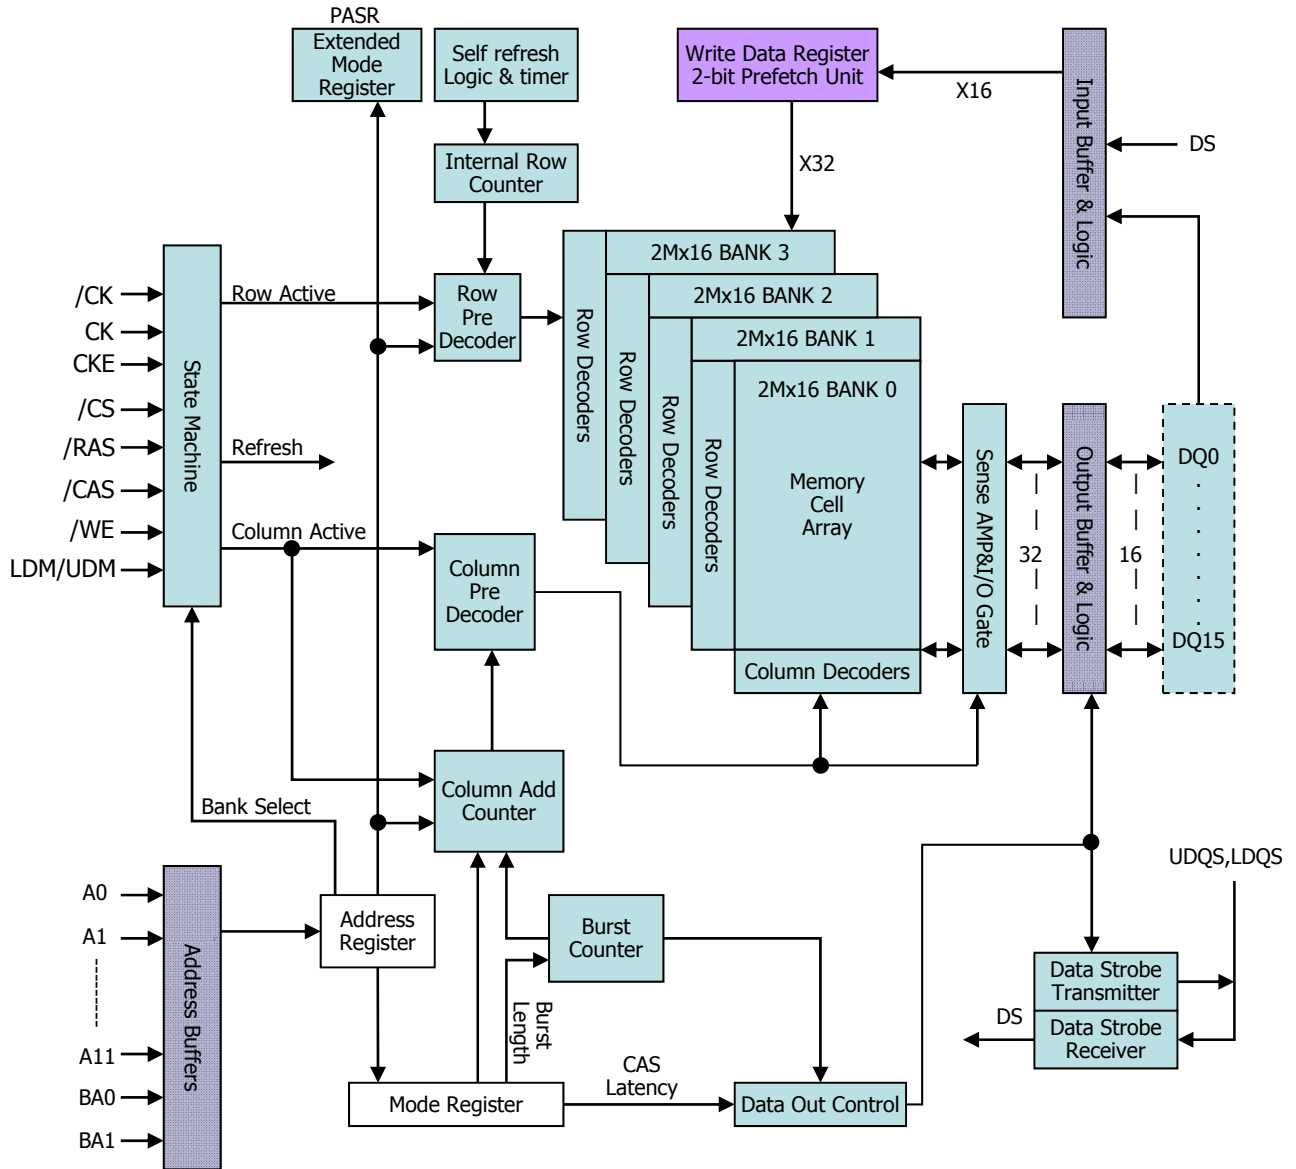 PASR
Extended
Mode
Register
Self refresh
Logic & timer
Write Data Register
2-bit Prefetch Unit
X16
Input Buffer & Logic
DS
Internal Row
Counter
X32
2Mx16 BANK 3
2Mx16 BANK 2
2Mx16 BANK 1
2Mx16 BANK 0
Row Decoders
Row Decoders
Row Decoders
Row Decoders
Memory
Cell
Array
Column Decoders
/CK
CK
CKE
/CS
/RAS
/CAS
/WE
LDM/UDM
State Machine
Row Active
Refresh
Column Active
Row
Pre
Decoder
Column
Pre
Decoder
Sense AMP&I/O Gate
32
Output Buffer & Logic
16
DQ0
DQ15
Column Add
Counter
Bank Select
A0
A1
A11
BA0
BA1
Address Buffers
Address
Register
Burst
Counter
Burst
Length
Mode Register
CAS
Latency
Data Out Control
UDQS,LDQS
Data Strobe
Transmitter
DS
Data Strobe
Receiver